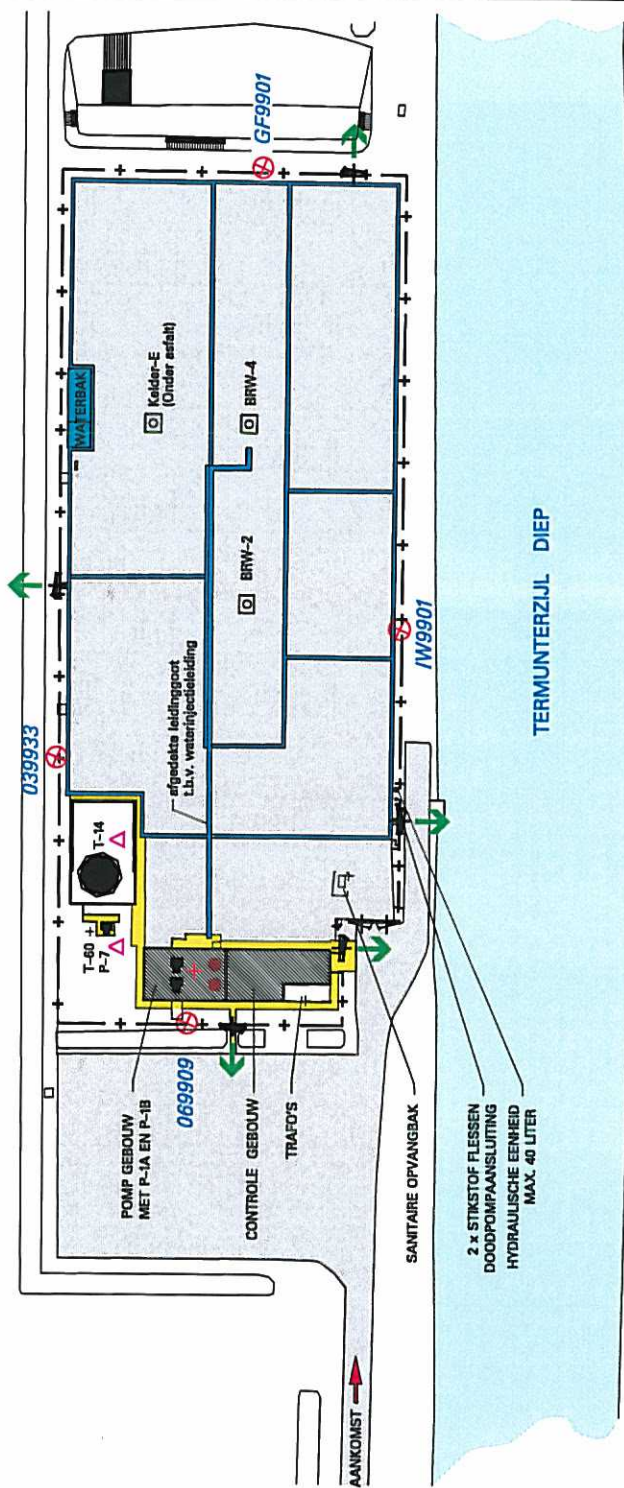 GF9901
WATERBAK
Kelder-E
(Onder asfalt)
BRW-4
BRW-2
IW9901
039933
afgedekte leidinggoot
t.b.v. waterinjectieleiding
T-14
T-60
P-7
069909
POMP GEBOUW
MET P-1A EN P-1B
CONTROLE GEBOUW
TRAFO'S
SANITAIRE OPVANGBAK
2 x STIKSTOF FLESSEN
DOODPOMPAANSLUITING
HYDRAULISCHE EENHEID
MAX. 40 LITER
AANKOMST
TERMUNTERZIJL DIEP